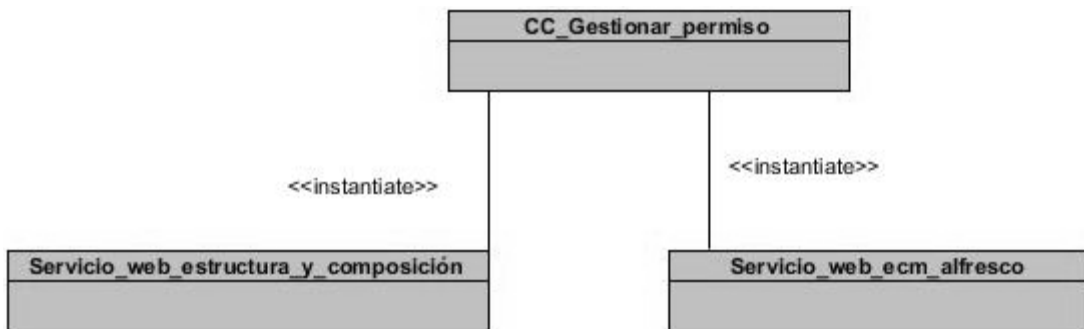 CC_Gestionar_permiso
<<instantiate>>
<<instantiate>>
Servicio_web_estructura_y_composición
Servicio_web_ecm_alfresco